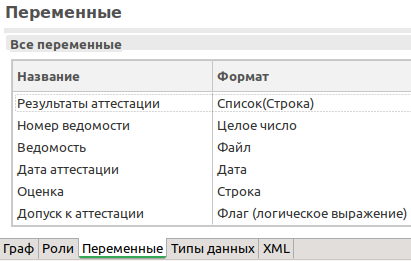 Переменные
Все переменные
Название Формат
Результаты аттестации Список(Строка)
Номер ведомости Целое число
Ведомость Файл
Дата аттестации Дата
Оценка Строка
Допуск к аттестации Флаг (логическое выражение)
Граф Роли Переменные Типы данных XML